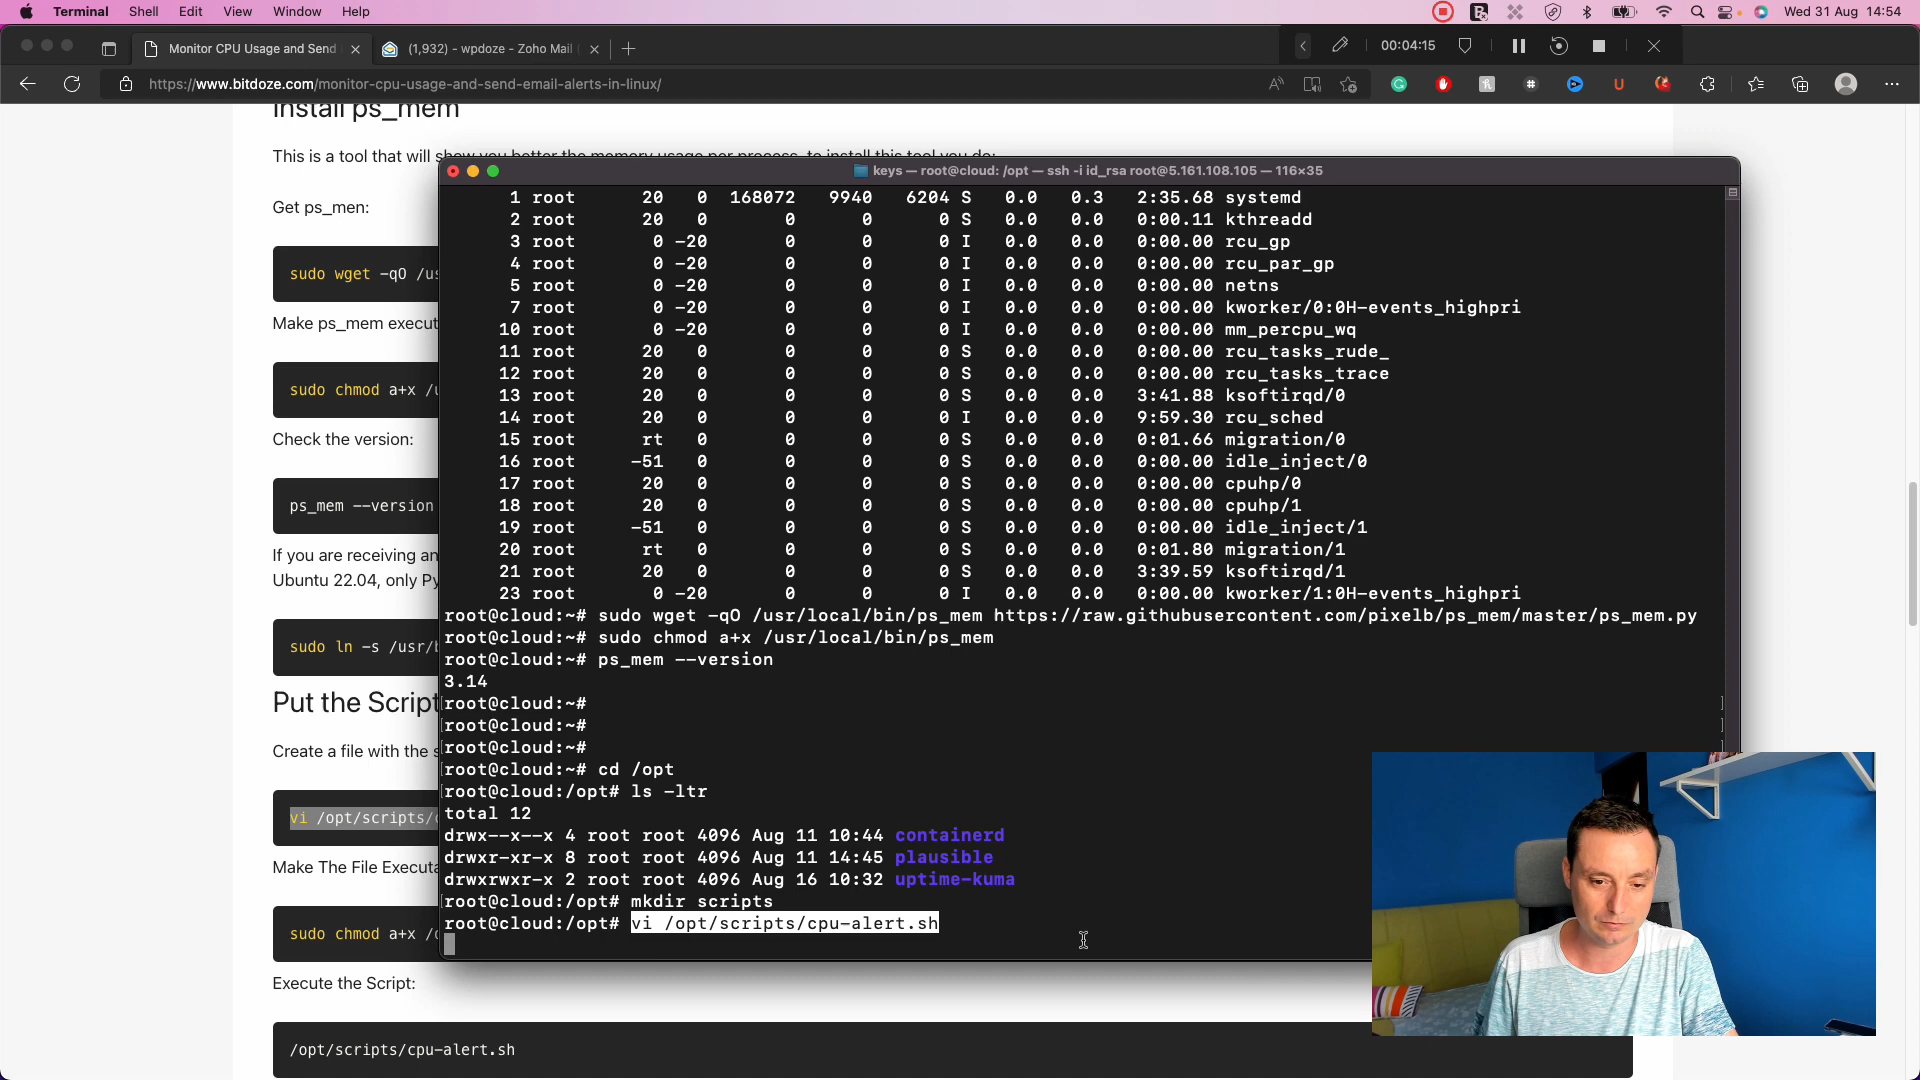 Terminal Shell Edit View Window Help Wed 31 Aug 14:54
Monitor CPU Usage and Send (1,932) - wpdoze - Zoho Mail 00:04:15
https://www.bitdoze.com/monitor-cpu-usage-and-send-email-alerts-in-linux/
Install ps_mem
This is a tool that will show you better the memory usage per process, to install this tool you do:
Get ps_men:
sudo wget -qO /us
Make ps_mem execut
sudo chmod a+x /u
Check the version:
ps_mem --version
If you are receiving an
Ubuntu 22.04, only Py
sudo ln -s /usr/b
Put the Script
Create a file with the s
vi /opt/scripts/c
Make The File Executa
sudo chmod a+x /o
Execute the Script:
/opt/scripts/cpu-alert.sh
keys — root@cloud: /opt — ssh -i id_rsa root@5.161.108.105 — 116×35
1 root 20 0 168072 9940 6204 S 0.0 0.3 2:35.68 systemd
2 root 20 0 0 0 0 S 0.0 0.0 0:00.11 kthreadd
3 root 0 -20 0 0 0 I 0.0 0.0 0:00.00 rcu_gp
4 root 0 -20 0 0 0 I 0.0 0.0 0:00.00 rcu_par_gp
5 root 0 -20 0 0 0 I 0.0 0.0 0:00.00 netns
7 root 0 -20 0 0 0 I 0.0 0.0 0:00.00 kworker/0:0H-events_highpri
10 root 0 -20 0 0 0 I 0.0 0.0 0:00.00 mm_percpu_wq
11 root 20 0 0 0 0 S 0.0 0.0 0:00.00 rcu_tasks_rude_
12 root 20 0 0 0 0 S 0.0 0.0 0:00.00 rcu_tasks_trace
13 root 20 0 0 0 0 S 0.0 0.0 3:41.88 ksoftirqd/0
14 root 20 0 0 0 0 I 0.0 0.0 9:59.30 rcu_sched
15 root rt 0 0 0 0 S 0.0 0.0 0:01.66 migration/0
16 root -51 0 0 0 0 S 0.0 0.0 0:00.00 idle_inject/0
17 root 20 0 0 0 0 S 0.0 0.0 0:00.00 cpuhp/0
18 root 20 0 0 0 0 S 0.0 0.0 0:00.00 cpuhp/1
19 root -51 0 0 0 0 S 0.0 0.0 0:00.00 idle_inject/1
20 root rt 0 0 0 0 S 0.0 0.0 0:01.80 migration/1
21 root 20 0 0 0 0 S 0.0 0.0 3:39.59 ksoftirqd/1
23 root 0 -20 0 0 0 I 0.0 0.0 0:00.00 kworker/1:0H-events_highpri
root@cloud:~# sudo wget -qO /usr/local/bin/ps_mem https://raw.githubusercontent.com/pixelb/ps_mem/master/ps_mem.py
root@cloud:~# sudo chmod a+x /usr/local/bin/ps_mem
root@cloud:~# ps_mem --version
3.14
[root@cloud:~# ]
[root@cloud:~# ]
[root@cloud:~# ]
[root@cloud:~# cd /opt
[root@cloud:/opt# ls -ltr
total 12
drwx--x--x 4 root root 4096 Aug 11 10:44 containerd
drwxr-xr-x 8 root root 4096 Aug 11 14:45 plausible
drwxrwxr-x 2 root root 4096 Aug 16 10:32 uptime-kuma
[root@cloud:/opt# mkdir scripts
root@cloud:/opt# vi /opt/scripts/cpu-alert.sh